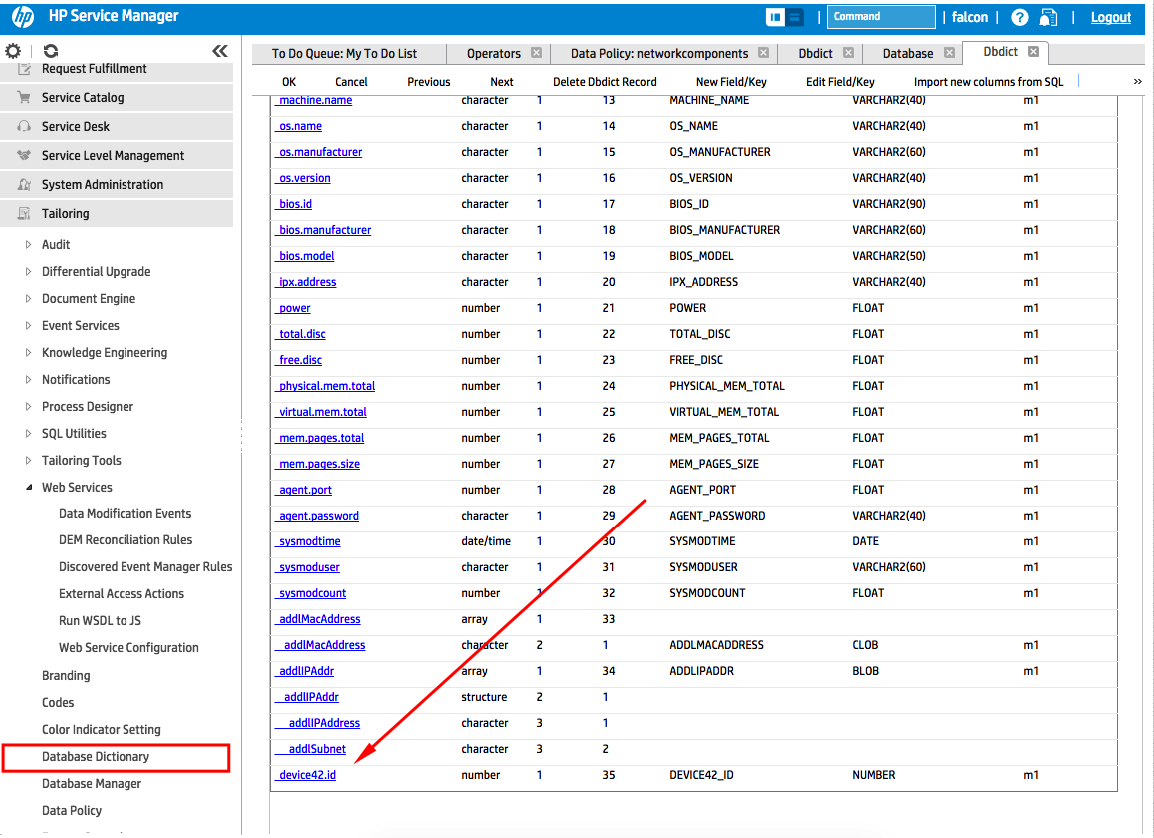 hp HP Service Manager Command falcon ? Logout
To Do Queue: My To Do List Operators Data Policy: networkcomponents Dbdict Database Dbdict
OK Cancel Previous Next Delete Dbdict Record New Field/Key Edit Field/Key Import new columns from SQL »
Request Fulfillment
Service Catalog
Service Desk
Service Level Management
System Administration
Tailoring
Audit
Differential Upgrade
Document Engine
Event Services
Knowledge Engineering
Notifications
Process Designer
SQL Utilities
Tailoring Tools
Web Services
Data Modification Events
DEM Reconciliation Rules
Discovered Event Manager Rules
External Access Actions
Run WSDL to JS
Web Service Configuration
Branding
Codes
Color Indicator Setting
Database Dictionary
Database Manager
Data Policy
machine.name character 1 13 MACHINE_NAME VARCHAR2(40) m1
os.name character 1 14 OS_NAME VARCHAR2(40) m1
os.manufacturer character 1 15 OS_MANUFACTURER VARCHAR2(60) m1
os.version character 1 16 OS_VERSION VARCHAR2(40) m1
bios.id character 1 17 BIOS_ID VARCHAR2(90) m1
bios.manufacturer character 1 18 BIOS_MANUFACTURER VARCHAR2(60) m1
bios.model character 1 19 BIOS_MODEL VARCHAR2(50) m1
ipx.address character 1 20 IPX_ADDRESS VARCHAR2(40) m1
power number 1 21 POWER FLOAT m1
total.disc number 1 22 TOTAL_DISC FLOAT m1
free.disc number 1 23 FREE_DISC FLOAT m1
physical.mem.total number 1 24 PHYSICAL_MEM_TOTAL FLOAT m1
virtual.mem.total number 1 25 VIRTUAL_MEM_TOTAL FLOAT m1
mem.pages.total number 1 26 MEM_PAGES_TOTAL FLOAT m1
mem.pages.size number 1 27 MEM_PAGES_SIZE FLOAT m1
agent.port number 1 28 AGENT_PORT FLOAT m1
agent.password character 1 29 AGENT_PASSWORD VARCHAR2(40) m1
sysmodtime date/time 1 30 SYSMODTIME DATE m1
sysmoduser character 1 31 SYSMODUSER VARCHAR2(60) m1
sysmodcount number 1 32 SYSMODCOUNT FLOAT m1
addlMacAddress array 1 33
addlMacAddress character 2 1 ADDLMACADDRESS CLOB m1
addlIPAddr array 1 34 ADDLIPADDR BLOB m1
addlIPAddr structure 2 1
addlIPAddress character 3 1
addlSubnet character 3 2
device42.id number 1 35 DEVICE42_ID NUMBER m1